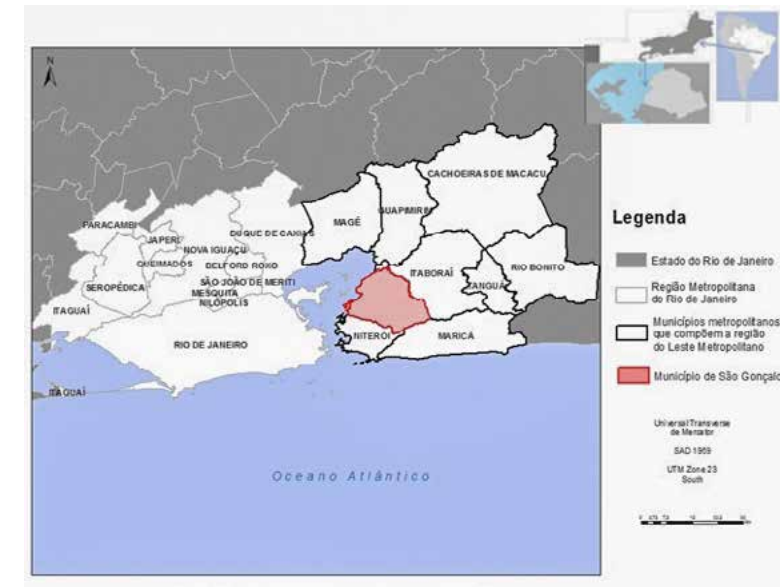 N
CACHOEIRAS DE MACACU
PARACAMBI
MAGÉ
GUAPIMIRIM
DUQUE DE CAXIAS
JAPERI
NOVA IGUAÇU
QUEIMADOS
BELFORD ROXO
ITABORAÍ
RIO BONITO
SEROPÉDICA
SÃO JOÃO DE MERITI
TANGUÁ
MESQUITA
NILÓPOLIS
ITAGUAÍ
RIO DE JANEIRO
NITEROI
MARICÁ
ITAGUAÍ
Oceano Atlântico
Legenda
Estado do Rio de Janeiro
Região Metropolitana
do Rio de Janeiro
Municípios metropolitanos
que compõem a região
do Leste Metropolitano
Município de São Gonçalo
Universal Transverse
de Mercator
SAD 1969
UTM Zone 23
South